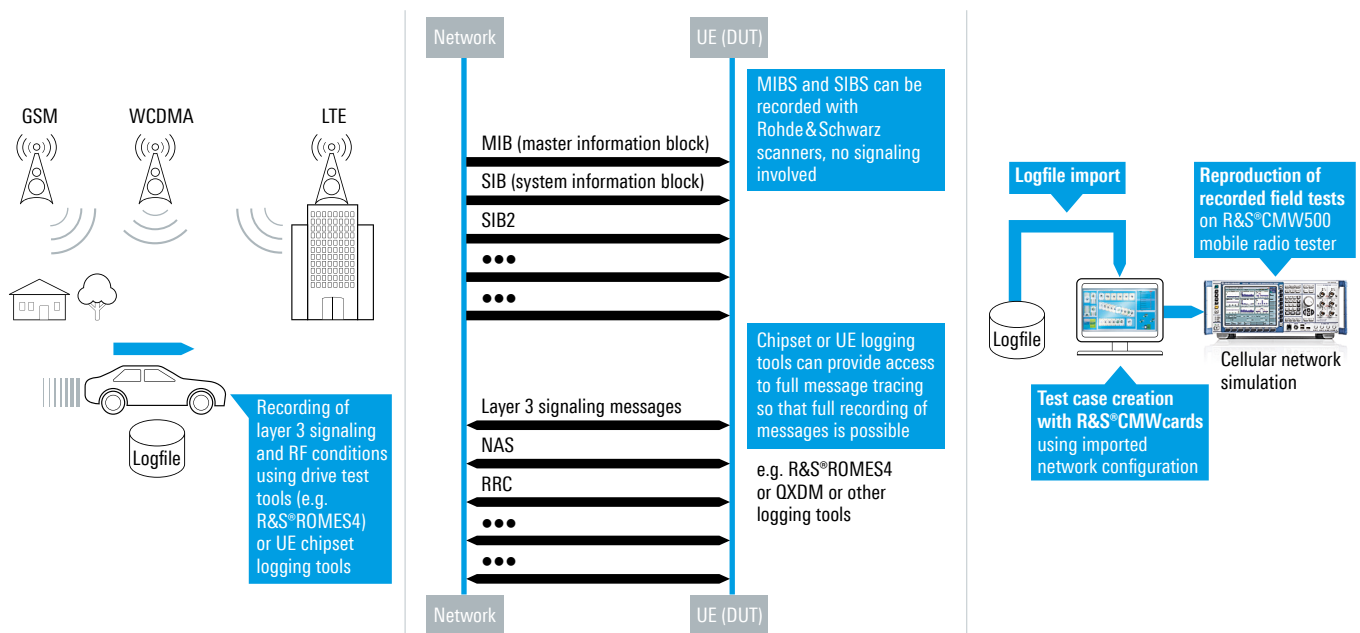 GSM
WCDMA
LTE
Logfile
Recording of
layer 3 signaling
and RF conditions
using drive test
tools (e.g.
R&S®ROMES4)
or UE chipset
logging tools
Network
UE (DUT)
MIB (master information block)
SIB (system information block)
SIB2
●●●
●●●
MIBS and SIBS can be
recorded with
Rohde & Schwarz
scanners, no signaling
involved
Layer 3 signaling messages
NAS
RRC
●●●
●●●
Chipset or UE logging
tools can provide access
to full message tracing
so that full recording of
messages is possible
e.g. R&S®ROMES4
or QXDM or other
logging tools
Network
UE (DUT)
Logfile import
Logfile
Reproduction of
recorded field tests
on R&S®CMW500
mobile radio tester
Cellular network
simulation
Test case creation
with R&S®CMWcards
using imported
network configuration